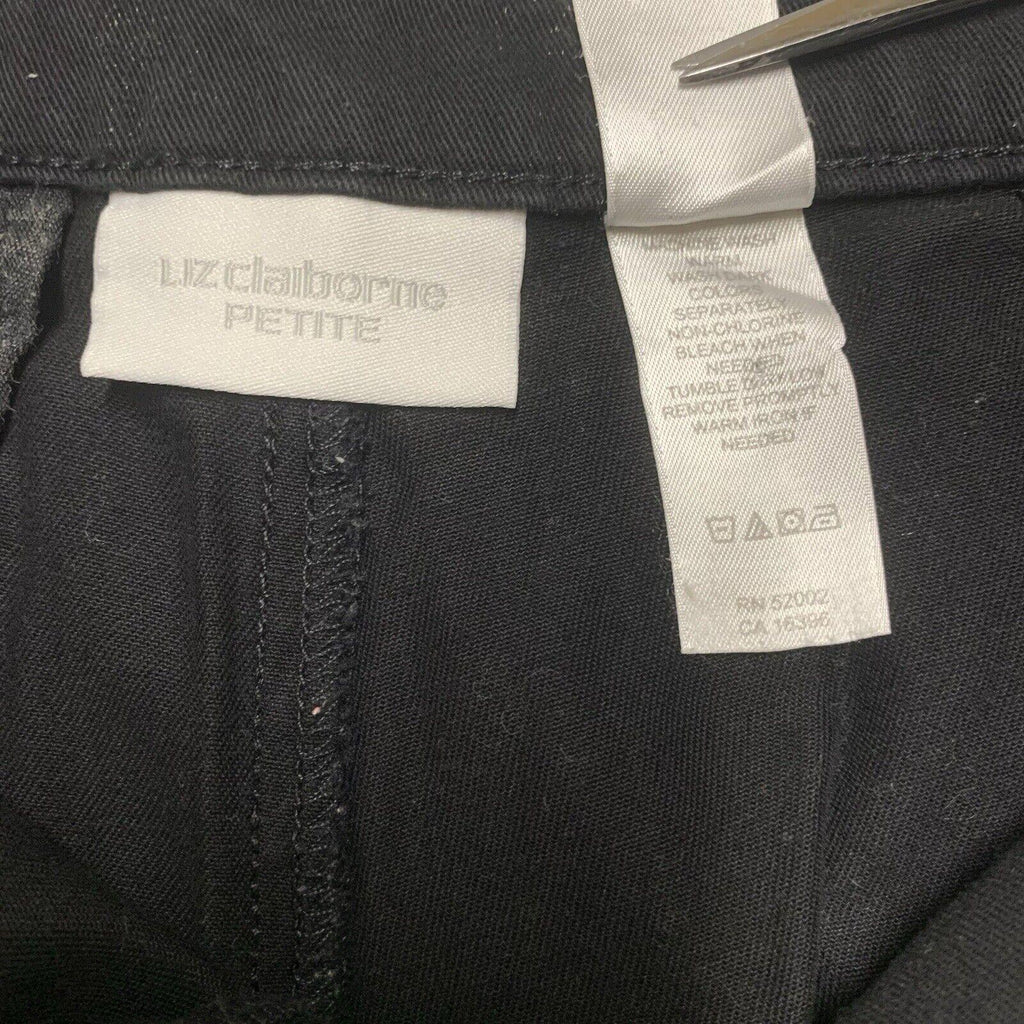 Liz claiborne
PETITE
MACHINE WASH
WARM
WASH DARK
COLORS
SEPARATELY
NON-CHLORINE
BLEACH WHEN
NEEDED
TUMBLE DRY LOW
REMOVE PROMPTLY
WARM IRON IF
NEEDED
RN 52002
CA 16396